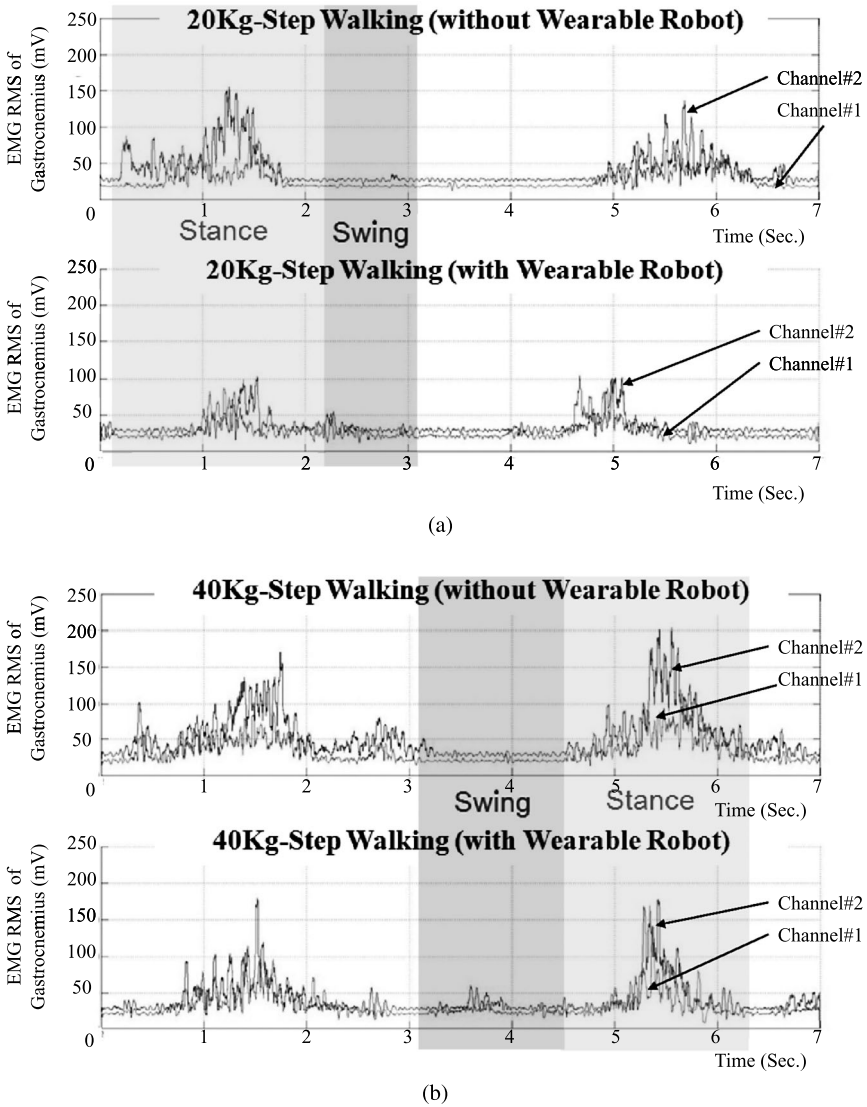 20Kg-Step Walking (without Wearable Robot)
EMG RMS of
Gastrocnemius (mV)
250
200
150
100
50
0
1
2
3
4
5
6
7
Channel#2
Channel#1
Stance
Swing
Time (Sec.)
20Kg-Step Walking (with Wearable Robot)
EMG RMS of
Gastrocnemius (mV)
250
200
150
100
50
0
1
2
3
4
5
6
7
Channel#2
Channel#1
Time (Sec.)
(a)
40Kg-Step Walking (without Wearable Robot)
EMG RMS of
Gastrocnemius (mV)
250
200
150
100
50
0
1
2
3
4
5
6
7
Channel#2
Channel#1
Swing
Stance
Time (Sec.)
40Kg-Step Walking (with Wearable Robot)
EMG RMS of
Gastrocnemius (mV)
250
200
150
100
50
0
1
2
3
4
5
6
7
Channel#2
Channel#1
Time (Sec.)
(b)